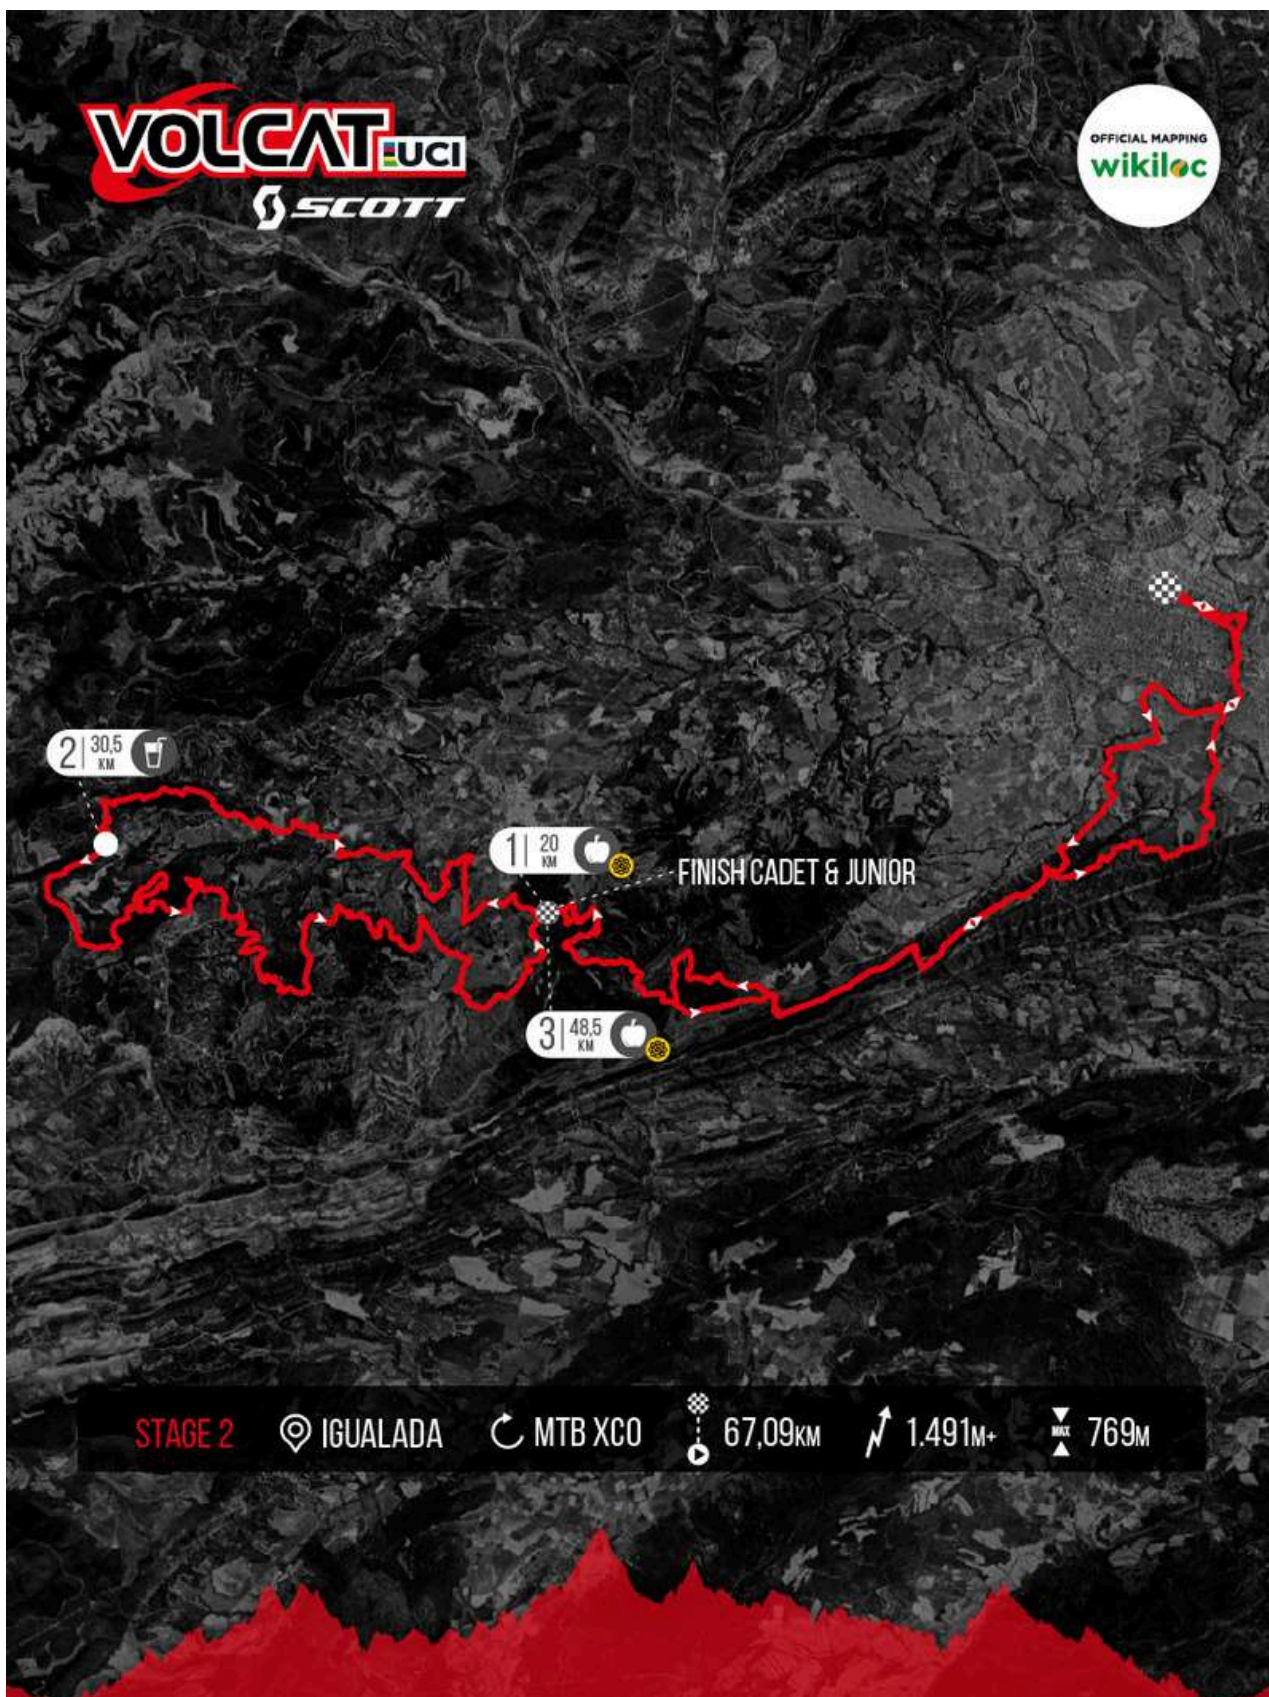 VOLCAT UCI
SCOTT
OFFICIAL MAPPING
wikiloc
2 | 30,5 KM
1 | 20 KM
FINISH CADET & JUNIOR
3 | 48,5 KM
STAGE 2 IGUALADA MTB XCO 67,09KM 1.491M+ MAX 769M